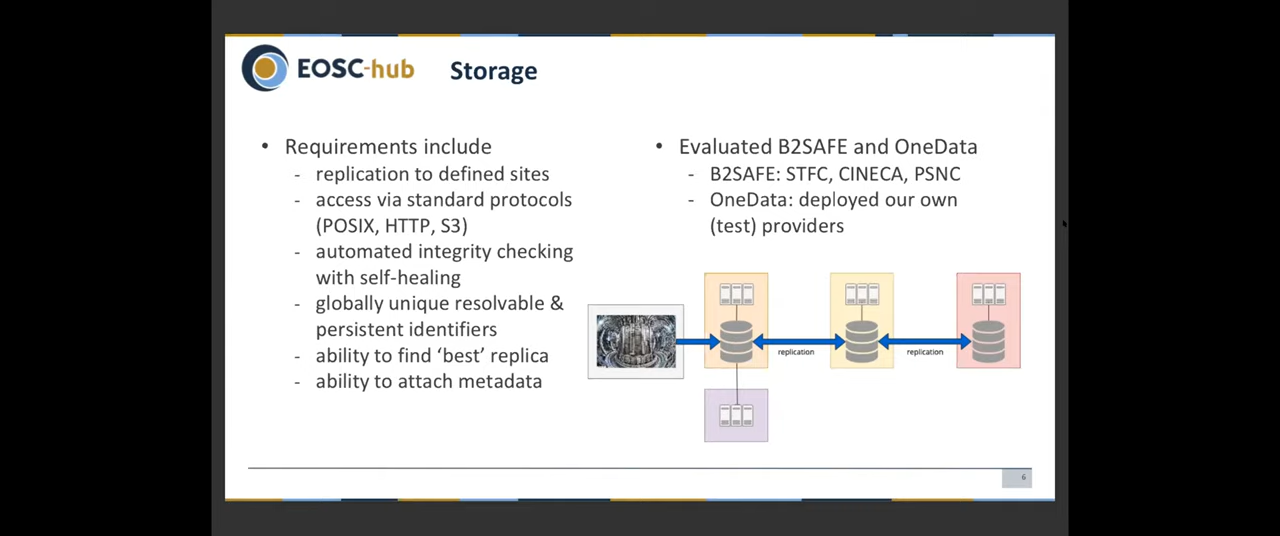 EOSC-hub Storage
• Requirements include
- replication to defined sites
- access via standard protocols
(POSIX, HTTP, S3)
- automated integrity checking
with self-healing
- globally unique resolvable &
persistent identifiers
- ability to find ‘best’ replica
- ability to attach metadata
• Evaluated B2SAFE and OneData
- B2SAFE: STFC, CINECA, PSNC
- OneData: deployed our own
(test) providers
replication
replication
6